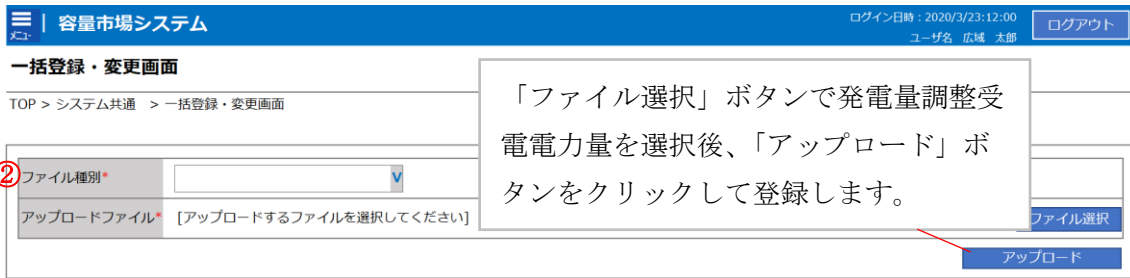 メニュー
容量市場システム
ログイン日時：2020/3/23:12:00
ユーザ名 広域 太郎
ログアウト
一括登録・変更画面
TOP > システム共通 > 一括登録・変更画面
「ファイル選択」ボタンで発電量調整受
電電力量を選択後、「アップロード」ボ
タンをクリックして登録します。
②
ファイル種別*
V
アップロードファイル* [アップロードするファイルを選択してください]
ファイル選択
アップロード